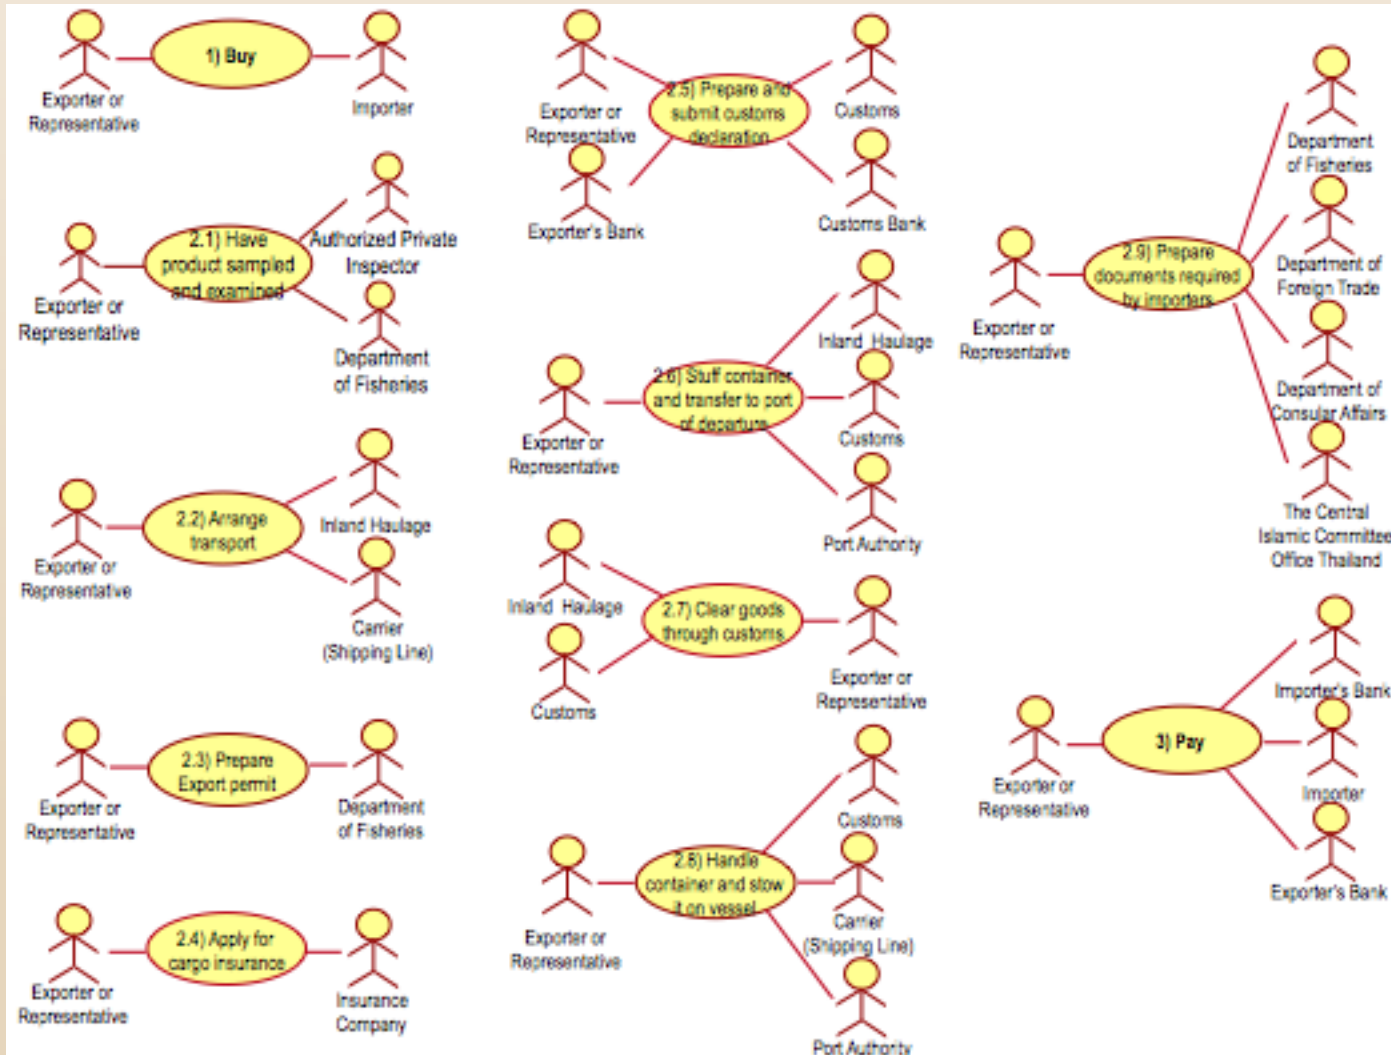 1) Buy
Exporter or
Representative
Importer
2.1) Have
product sampled
and examined
Exporter or
Representative
Authorized Private
Inspector
Department
of Fisheries
2.2) Arrange
transport
Exporter or
Representative
Inland Haulage
Carrier
(Shipping Line)
2.3) Prepare
Export permit
Exporter or
Representative
Department
of Fisheries
2.4) Apply for
cargo insurance
Exporter or
Representative
Insurance
Company
2.5) Prepare and
submit customs
declaration
Exporter or
Representative
Exporter's Bank
Customs
Customs Bank
2.6) Stuff container
and transfer to port
of departure
Exporter or
Representative
Inland Haulage
Customs
Port Authority
2.7) Clear goods
through customs
Inland Haulage
Customs
Exporter or
Representative
2.8) Handle
container and stow
it on vessel
Exporter or
Representative
Customs
Carrier
(Shipping Line)
Port Authority
2.9) Prepare
documents required
by importers
Exporter or
Representative
Department
of Fisheries
Department of
Foreign Trade
Department of
Consular Affairs
The Central
Islamic Committee
Office Thailand
3) Pay
Exporter or
Representative
Importer's Bank
Importer
Exporter's Bank